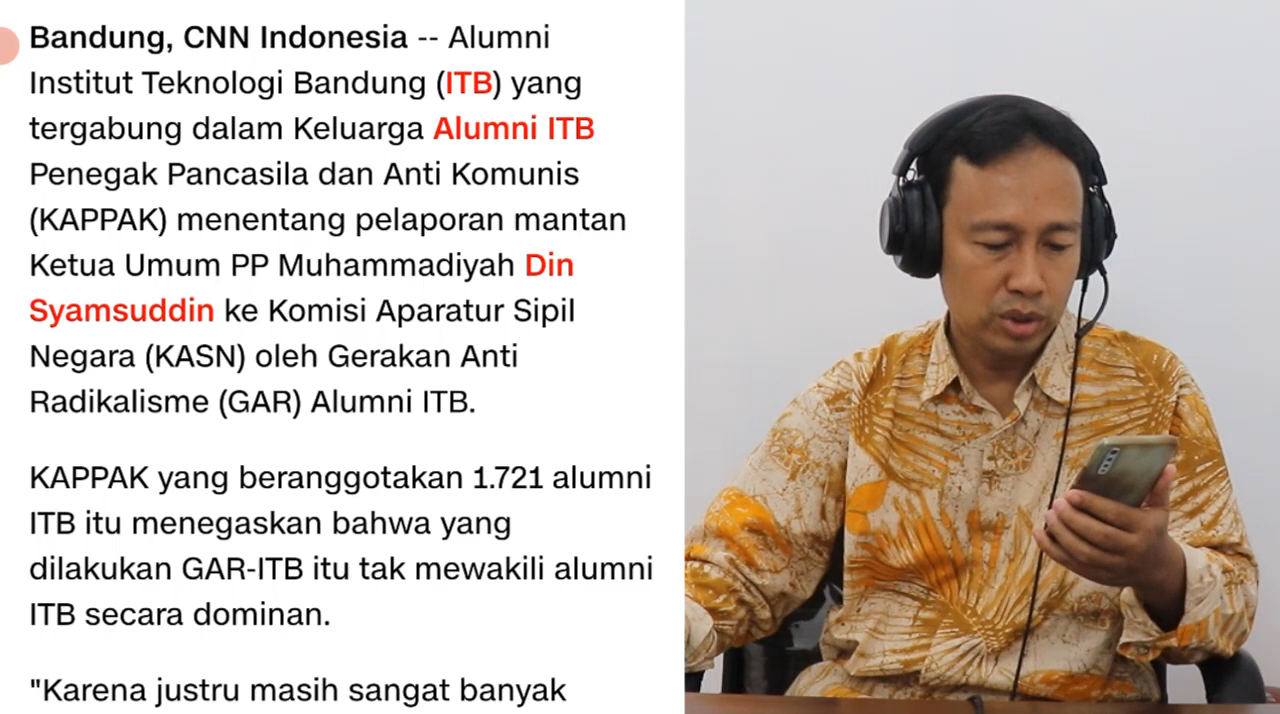 Bandung, CNN Indonesia -- Alumni
Institut Teknologi Bandung (ITB) yang
tergabung dalam Keluarga Alumni ITB
Penegak Pancasila dan Anti Komunis
(KAPPAK) menentang pelaporan mantan
Ketua Umum PP Muhammadiyah Din
Syamsuddin ke Komisi Aparatur Sipil
Negara (KASN) oleh Gerakan Anti
Radikalisme (GAR) Alumni ITB.
KAPPAK yang beranggotakan 1.721 alumni
ITB itu menegaskan bahwa yang
dilakukan GAR-ITB itu tak mewakili alumni
ITB secara dominan.
"Karena justru masih sangat banyak